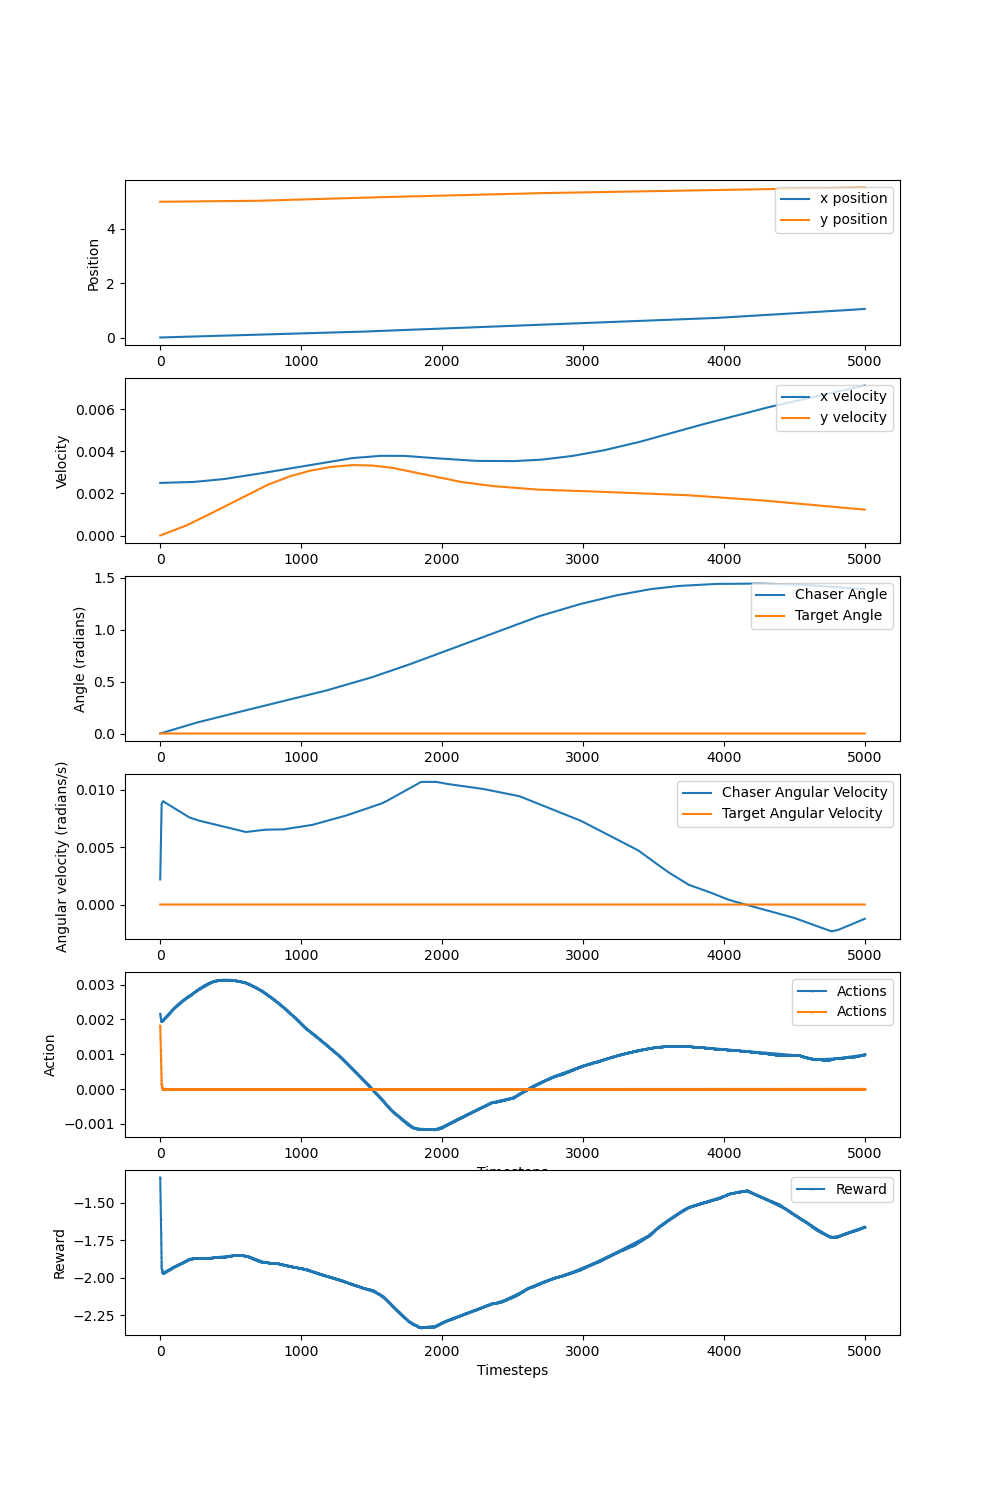 Position
4
2
0
x position
y position
0 1000 2000 3000 4000 5000
Velocity
0.006
0.004
0.002
0.000
x velocity
y velocity
0 1000 2000 3000 4000 5000
Angle (radians)
1.5
1.0
0.5
0.0
Chaser Angle
Target Angle
0 1000 2000 3000 4000 5000
Angular velocity (radians/s)
0.010
0.005
0.000
Chaser Angular Velocity
Target Angular Velocity
0 1000 2000 3000 4000 5000
Action
0.003
0.002
0.001
0.000
−0.001
Actions
Actions
0 1000 2000 3000 4000 5000
Timesteps
Reward
−1.50
−1.75
−2.00
−2.25
Reward
0 1000 2000 3000 4000 5000
Timesteps